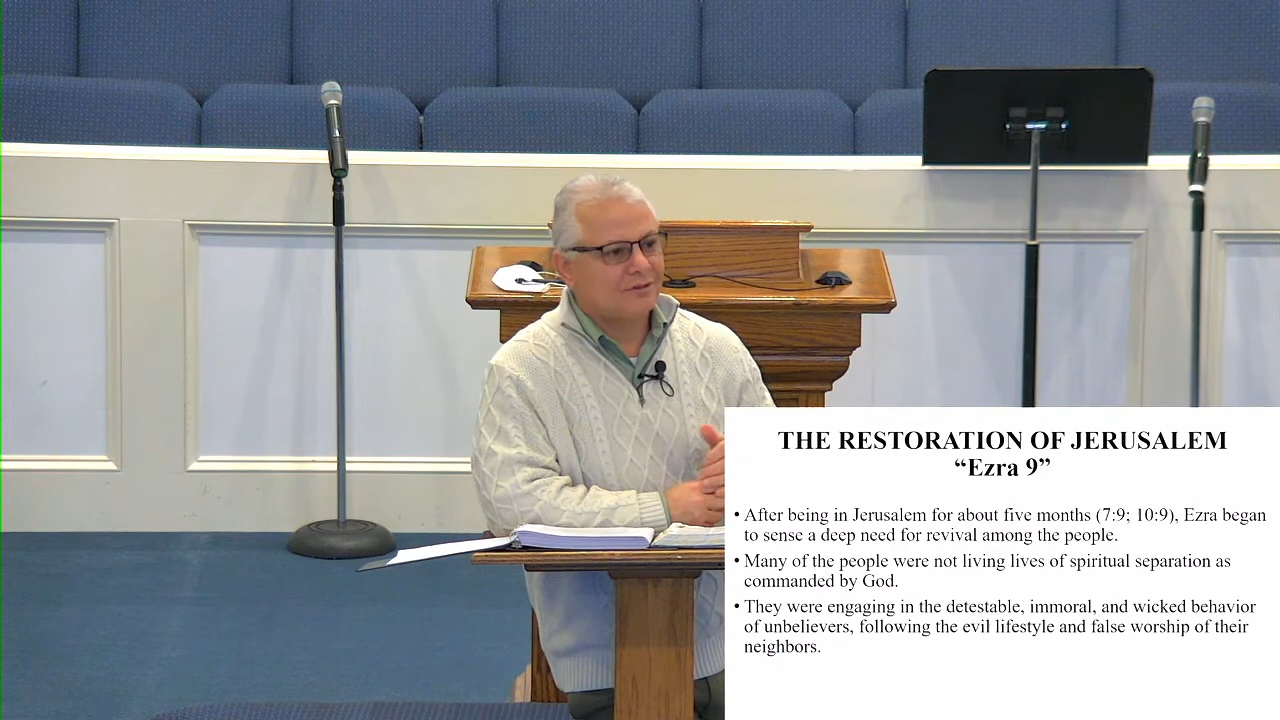 THE RESTORATION OF JERUSALEM
“Ezra 9”
• After being in Jerusalem for about five months (7:9; 10:9), Ezra began
to sense a deep need for revival among the people.
• Many of the people were not living lives of spiritual separation as
commanded by God.
• They were engaging in the detestable, immoral, and wicked behavior
of unbelievers, following the evil lifestyle and false worship of their
neighbors.